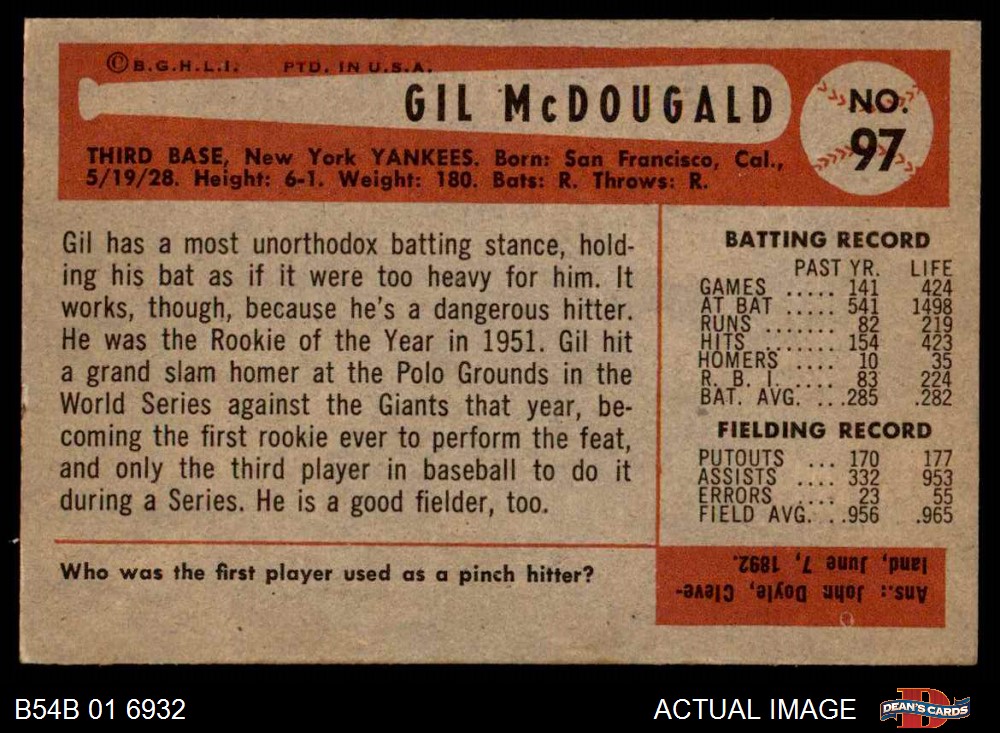 © B.G.H.L.I. PTD. IN U.S.A.
GIL McDOUGALD
NO. 97
THIRD BASE, New York YANKEES. Born: San Francisco, Cal.,
5/19/28. Height: 6-1. Weight: 180. Bats: R. Throws: R.
Gil has a most unorthodox batting stance, hold-
ing his bat as if it were too heavy for him. It
works, though, because he's a dangerous hitter.
He was the Rookie of the Year in 1951. Gil hit
a grand slam homer at the Polo Grounds in the
World Series against the Giants that year, be-
coming the first rookie ever to perform the feat,
and only the third player in baseball to do it
during a Series. He is a good fielder, too.
BATTING RECORD
PAST YR. LIFE
GAMES ..... 141 424
AT BAT ..... 541 1498
RUNS ....... 82 219
HITS ....... 154 423
HOMERS ... 10 35
R. B. I. .... 83 224
BAT. AVG. ...285 .282
FIELDING RECORD
PUTOUTS ... 170 177
ASSISTS .... 332 953
ERRORS .... 23 55
FIELD AVG. ..956 .965
Who was the first player used as a pinch hitter?
Ans.: John Doyle, Cleve-
land, June 7, 1892.
B54B 01 6932
ACTUAL IMAGE
D
DEAN'S CARDS